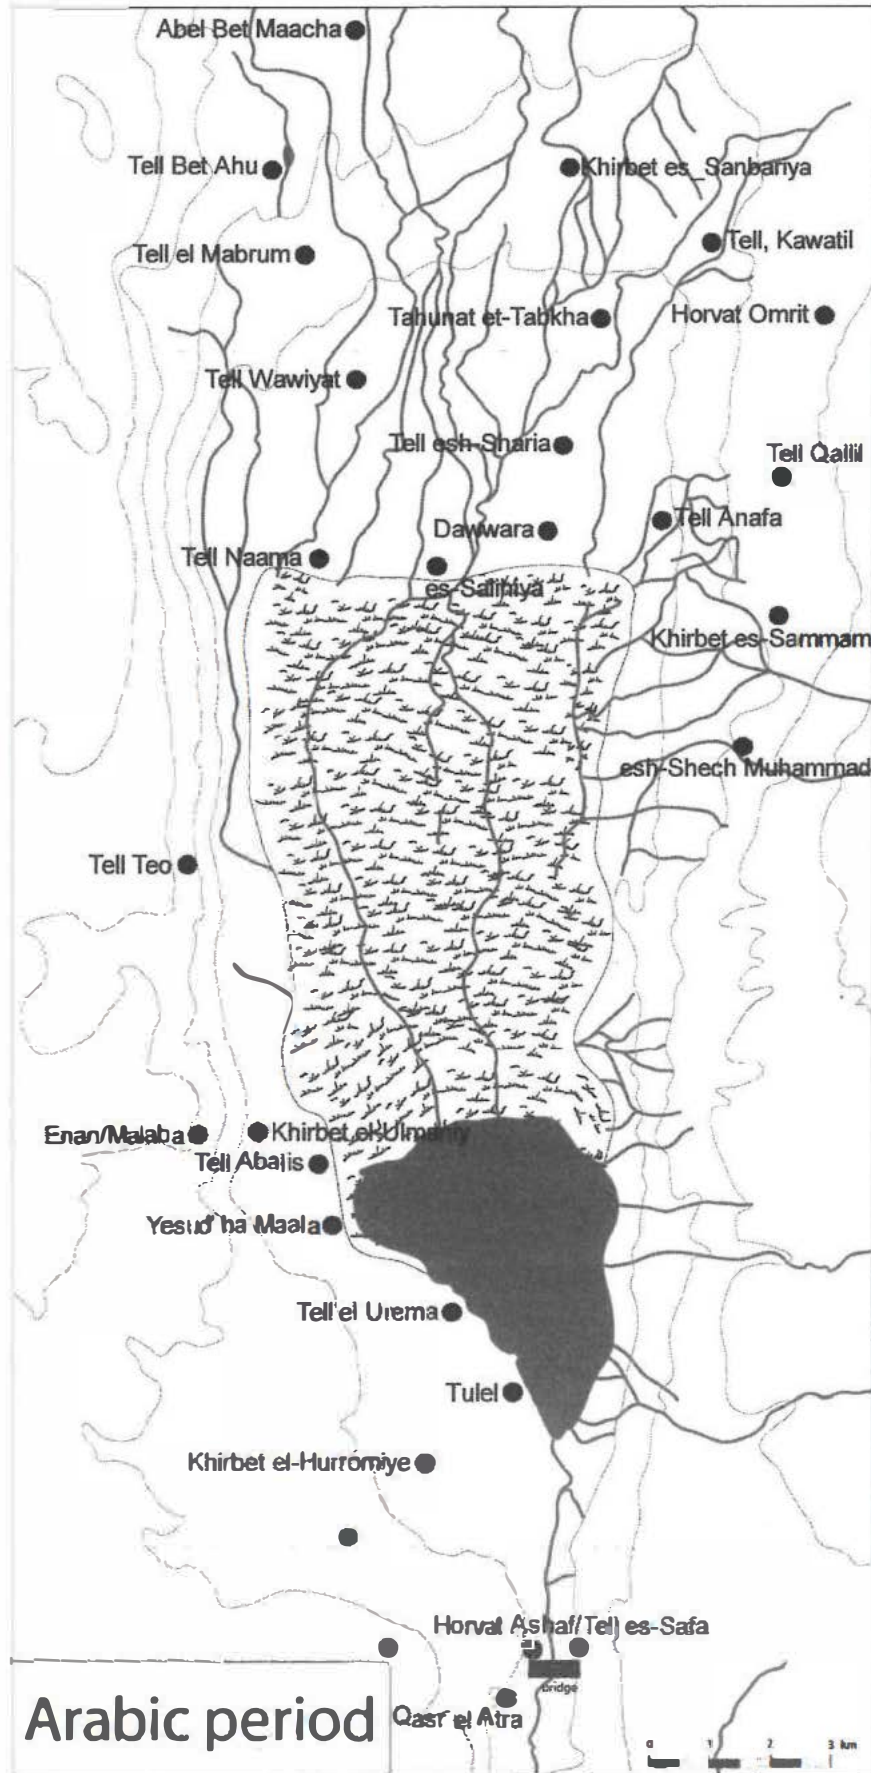 Abel Bet Maacha
Tell Bet Ahu
Khirbet es_Sanbariya
Tell, Kawatil
Tell el Mabrum
Tahunat et-Tabkha
Horvat Omrit
Tell Wawiyat
Tell esh-Sharia
Tell Qallil
Tell Anafa
Dawwara
Tell Naama
es-Salihiya
Khirbet es-Sammam
esh-Shech Muhammad
Tell Teo
Enan/Malaba
Khirbet el-Ulmaniy
Tell Abalis
Yesud ha Maala
Tell el Urema
Tulel
Khirbet el-Hurromiye
Horvat Ashaf/Tell es-Safa
bridge
Qasr el Atra
Arabic period
0 1 2 3 km